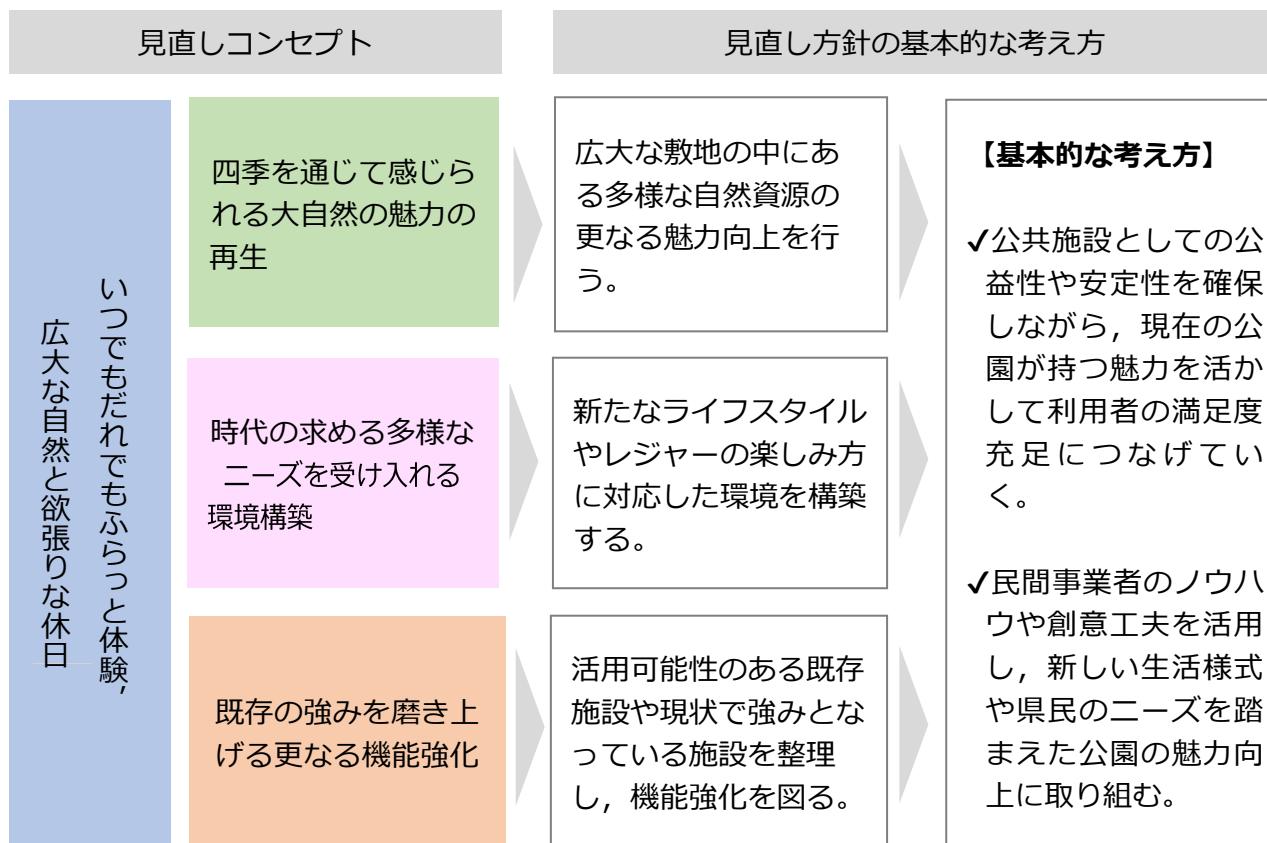 見直しコンセプト
見直し方針の基本的な考え方
いつでもだれでもふらっと体験，
広大な自然と欲張りな休日
四季を通じて感じら
れる大自然の魅力の
再生
広大な敷地の中にあ
る多様な自然資源の
更なる魅力向上を行
う。
時代の求める多様な
ニーズを受け入れる
環境構築
新たなライフスタイル
やレジャーの楽しみ方
に対応した環境を構築
する。
既存の強みを磨き上
げる更なる機能強化
活用可能性のある既存
施設や現状で強みとな
っている施設を整理
し，機能強化を図る。
【基本的な考え方】
✓公共施設としての公
益性や安定性を確保
しながら，現在の公
園が持つ魅力を活か
して利用者の満足度
充足につなげてい
く。
✓民間事業者のノウハ
ウや創意工夫を活用
し，新しい生活様式
や県民のニーズを踏
まえた公園の魅力向
上に取り組む。